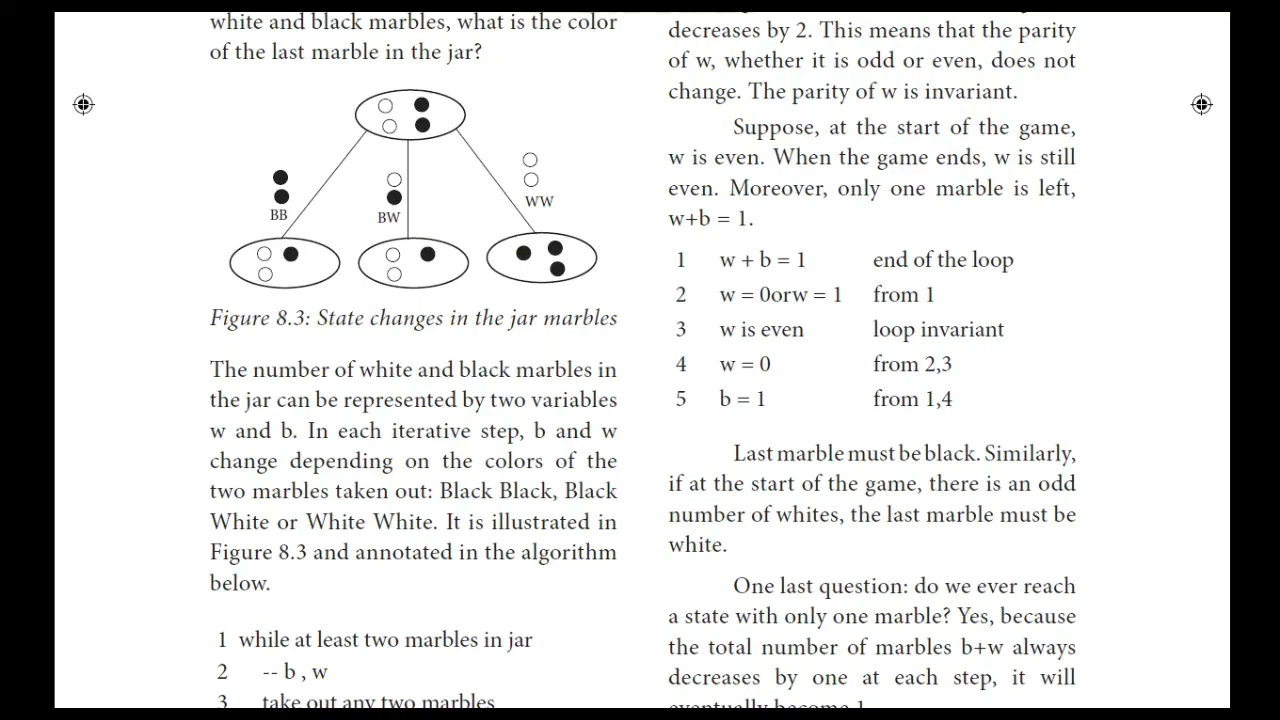 white and black marbles, what is the color
of the last marble in the jar?
BB
BW
WW
Figure 8.3: State changes in the jar marbles
The number of white and black marbles in
the jar can be represented by two variables
w and b. In each iterative step, b and w
change depending on the colors of the
two marbles taken out: Black Black, Black
White or White White. It is illustrated in
Figure 8.3 and annotated in the algorithm
below.
1 while at least two marbles in jar
2 -- b , w
3 take out any two marbles
decreases by 2. This means that the parity
of w, whether it is odd or even, does not
change. The parity of w is invariant.
Suppose, at the start of the game,
w is even. When the game ends, w is still
even. Moreover, only one marble is left,
w+b = 1.
1 w + b = 1 end of the loop
2 w = 0orw = 1 from 1
3 w is even loop invariant
4 w = 0 from 2,3
5 b = 1 from 1,4
Last marble must be black. Similarly,
if at the start of the game, there is an odd
number of whites, the last marble must be
white.
One last question: do we ever reach
a state with only one marble? Yes, because
the total number of marbles b+w always
decreases by one at each step, it will
eventually become 1.